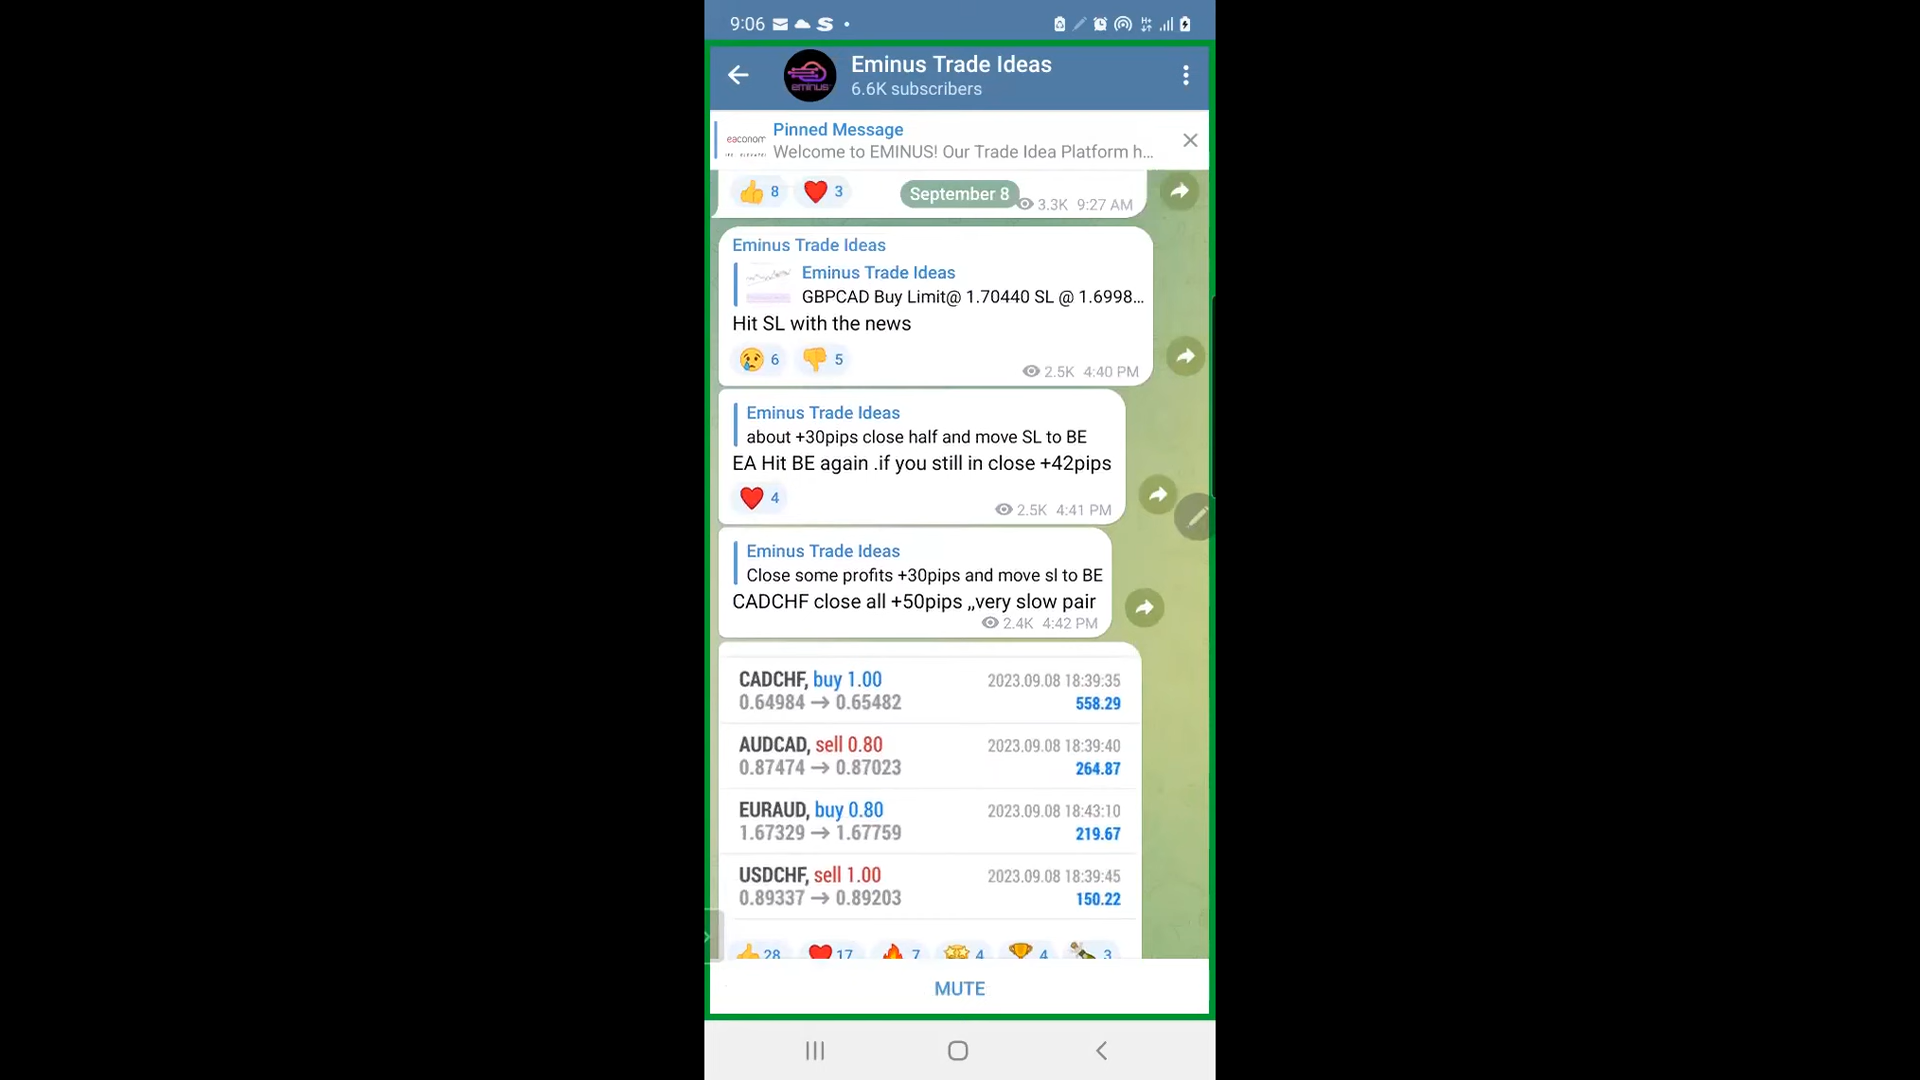 9:06
Eminus Trade Ideas
6.6K subscribers
eminus
Pinned Message
Welcome to EMINUS! Our Trade Idea Platform h...
eaconom
8 3 September 8 3.3K 9:27 AM
Eminus Trade Ideas
Eminus Trade Ideas
GBPCAD Buy Limit@ 1.70440 SL @ 1.6998...
Hit SL with the news
6 5
2.5K 4:40 PM
Eminus Trade Ideas
about +30pips close half and move SL to BE
EA Hit BE again .if you still in close +42pips
4
2.5K 4:41 PM
Eminus Trade Ideas
Close some profits +30pips and move sl to BE
CADCHF close all +50pips ,,very slow pair
2.4K 4:42 PM
CADCHF, buy 1.00 2023.09.08 18:39:35
0.64984 → 0.65482 558.29
AUDCAD, sell 0.80 2023.09.08 18:39:40
0.87474 → 0.87023 264.87
EURAUD, buy 0.80 2023.09.08 18:43:10
1.67329 → 1.67759 219.67
USDCHF, sell 1.00 2023.09.08 18:39:45
0.89337 → 0.89203 150.22
28 17 7 4 4 3
MUTE